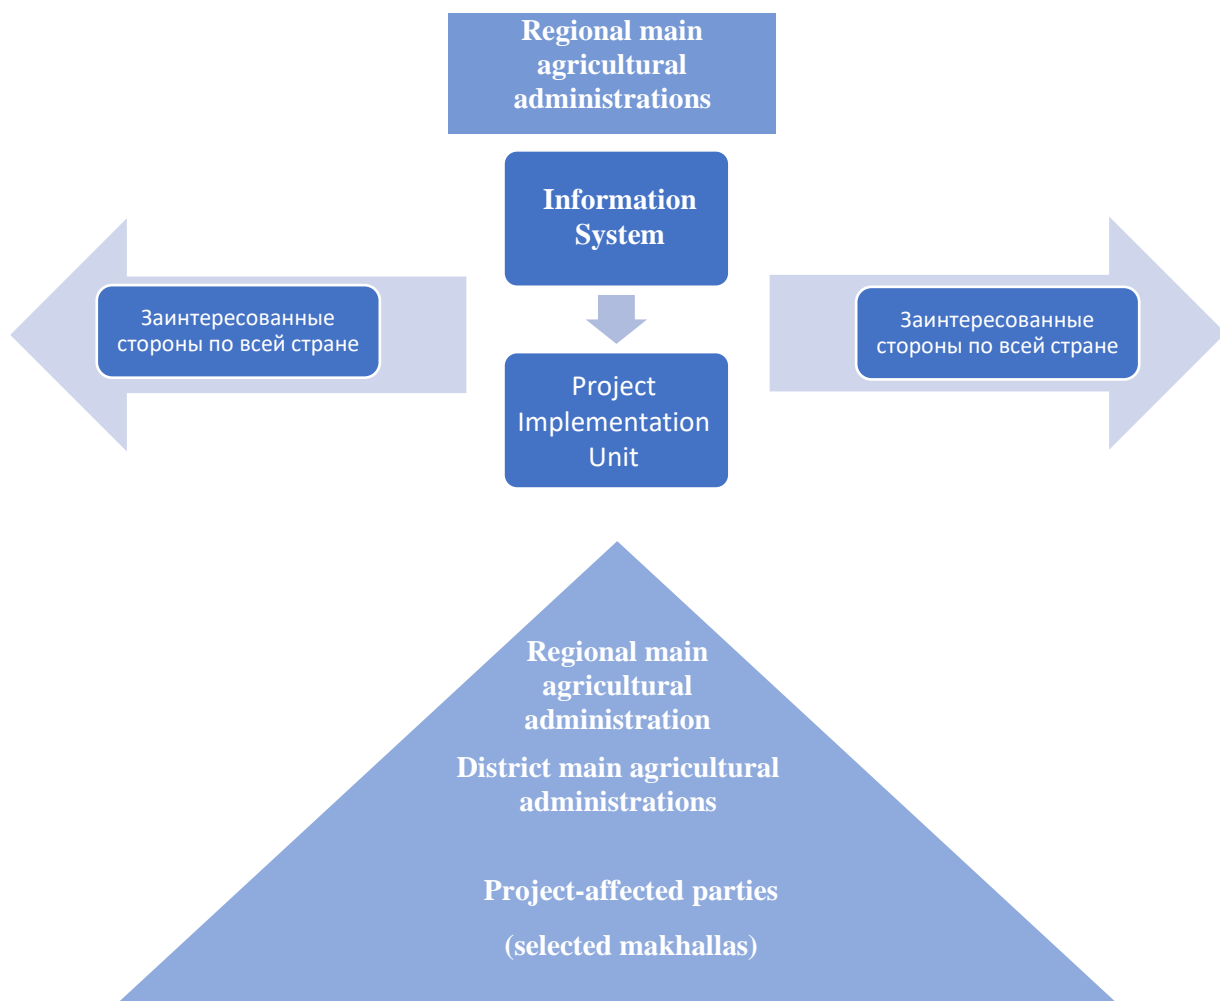 Regional main
agricultural
administrations
Information
System
Заинтересованные
стороны по всей стране
Заинтересованные
стороны по всей стране
Project
Implementation
Unit
Regional main
agricultural
administration
District main agricultural
administrations
Project-affected parties
(selected makhallas)